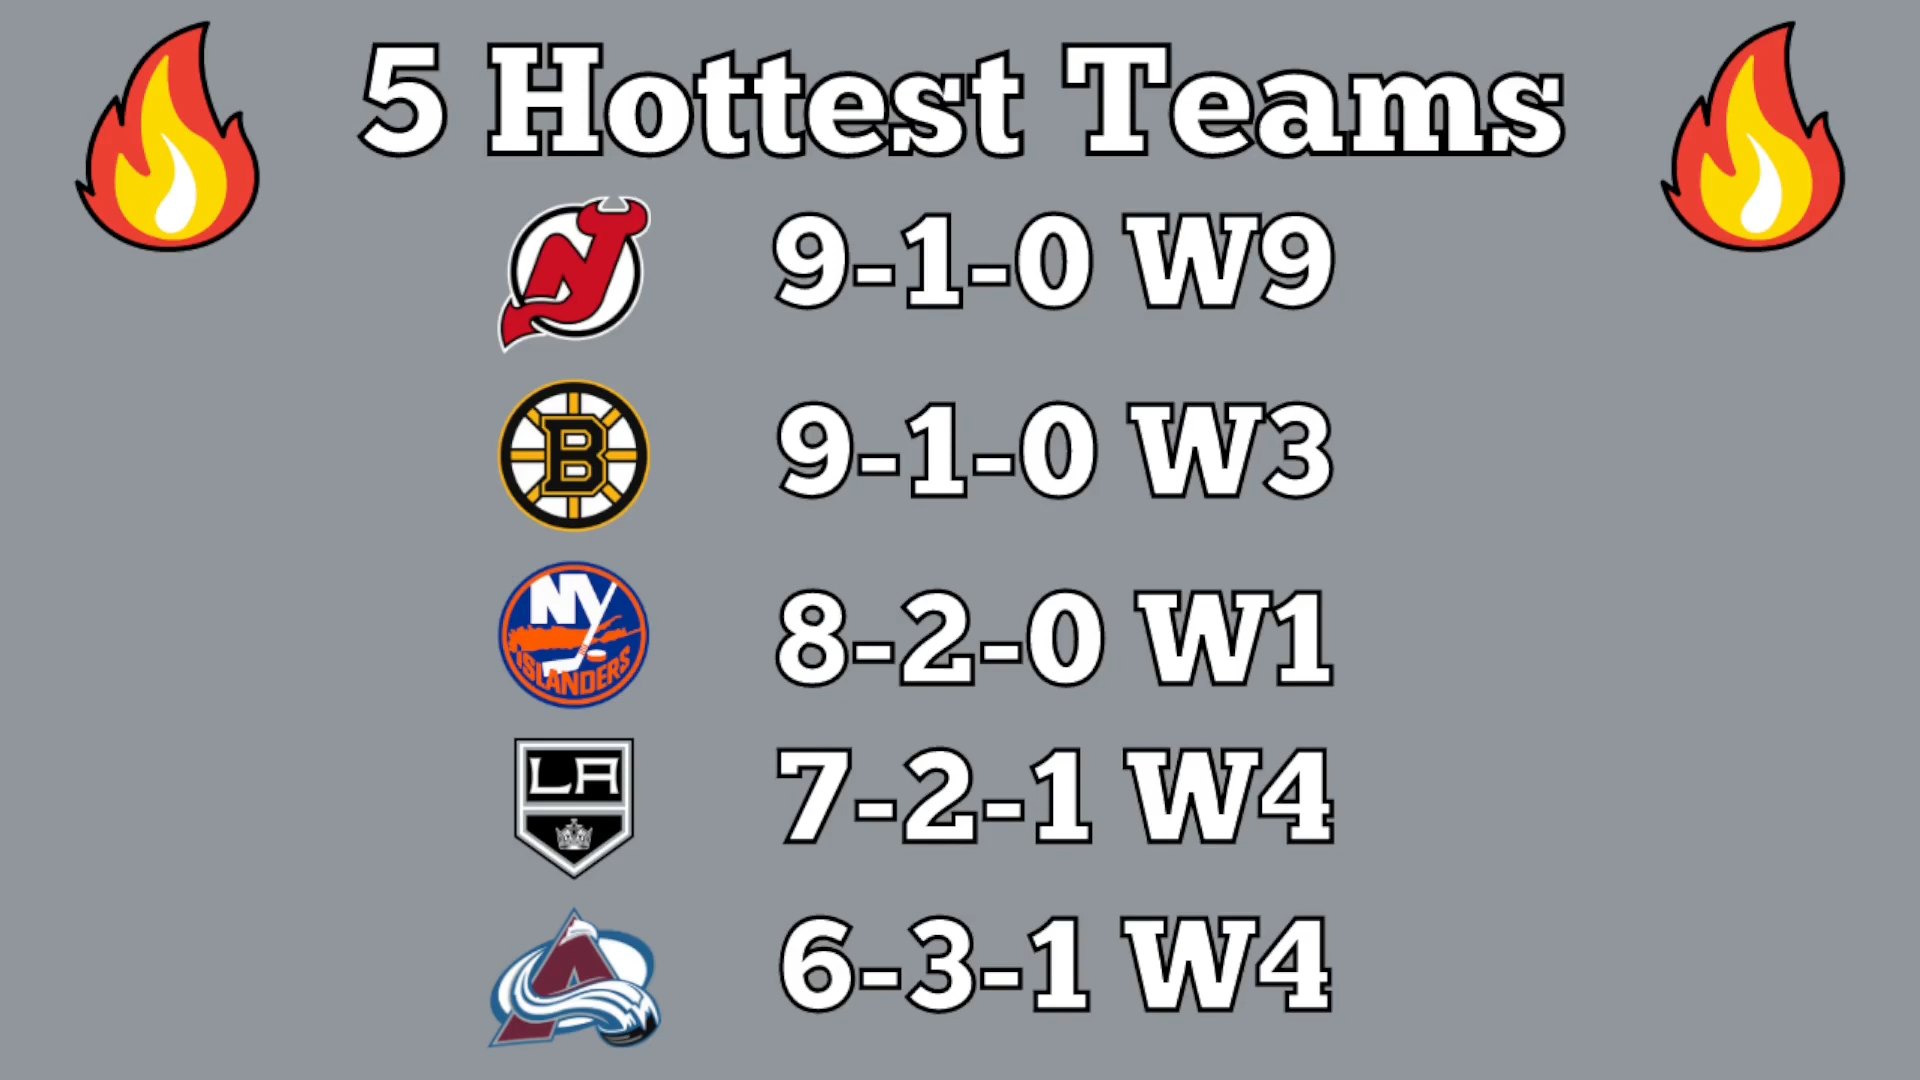 5 Hottest Teams
NJ 9-1-0 W9
B 9-1-0 W3
NY ISLANDERS 8-2-0 W1
LA 7-2-1 W4
A 6-3-1 W4